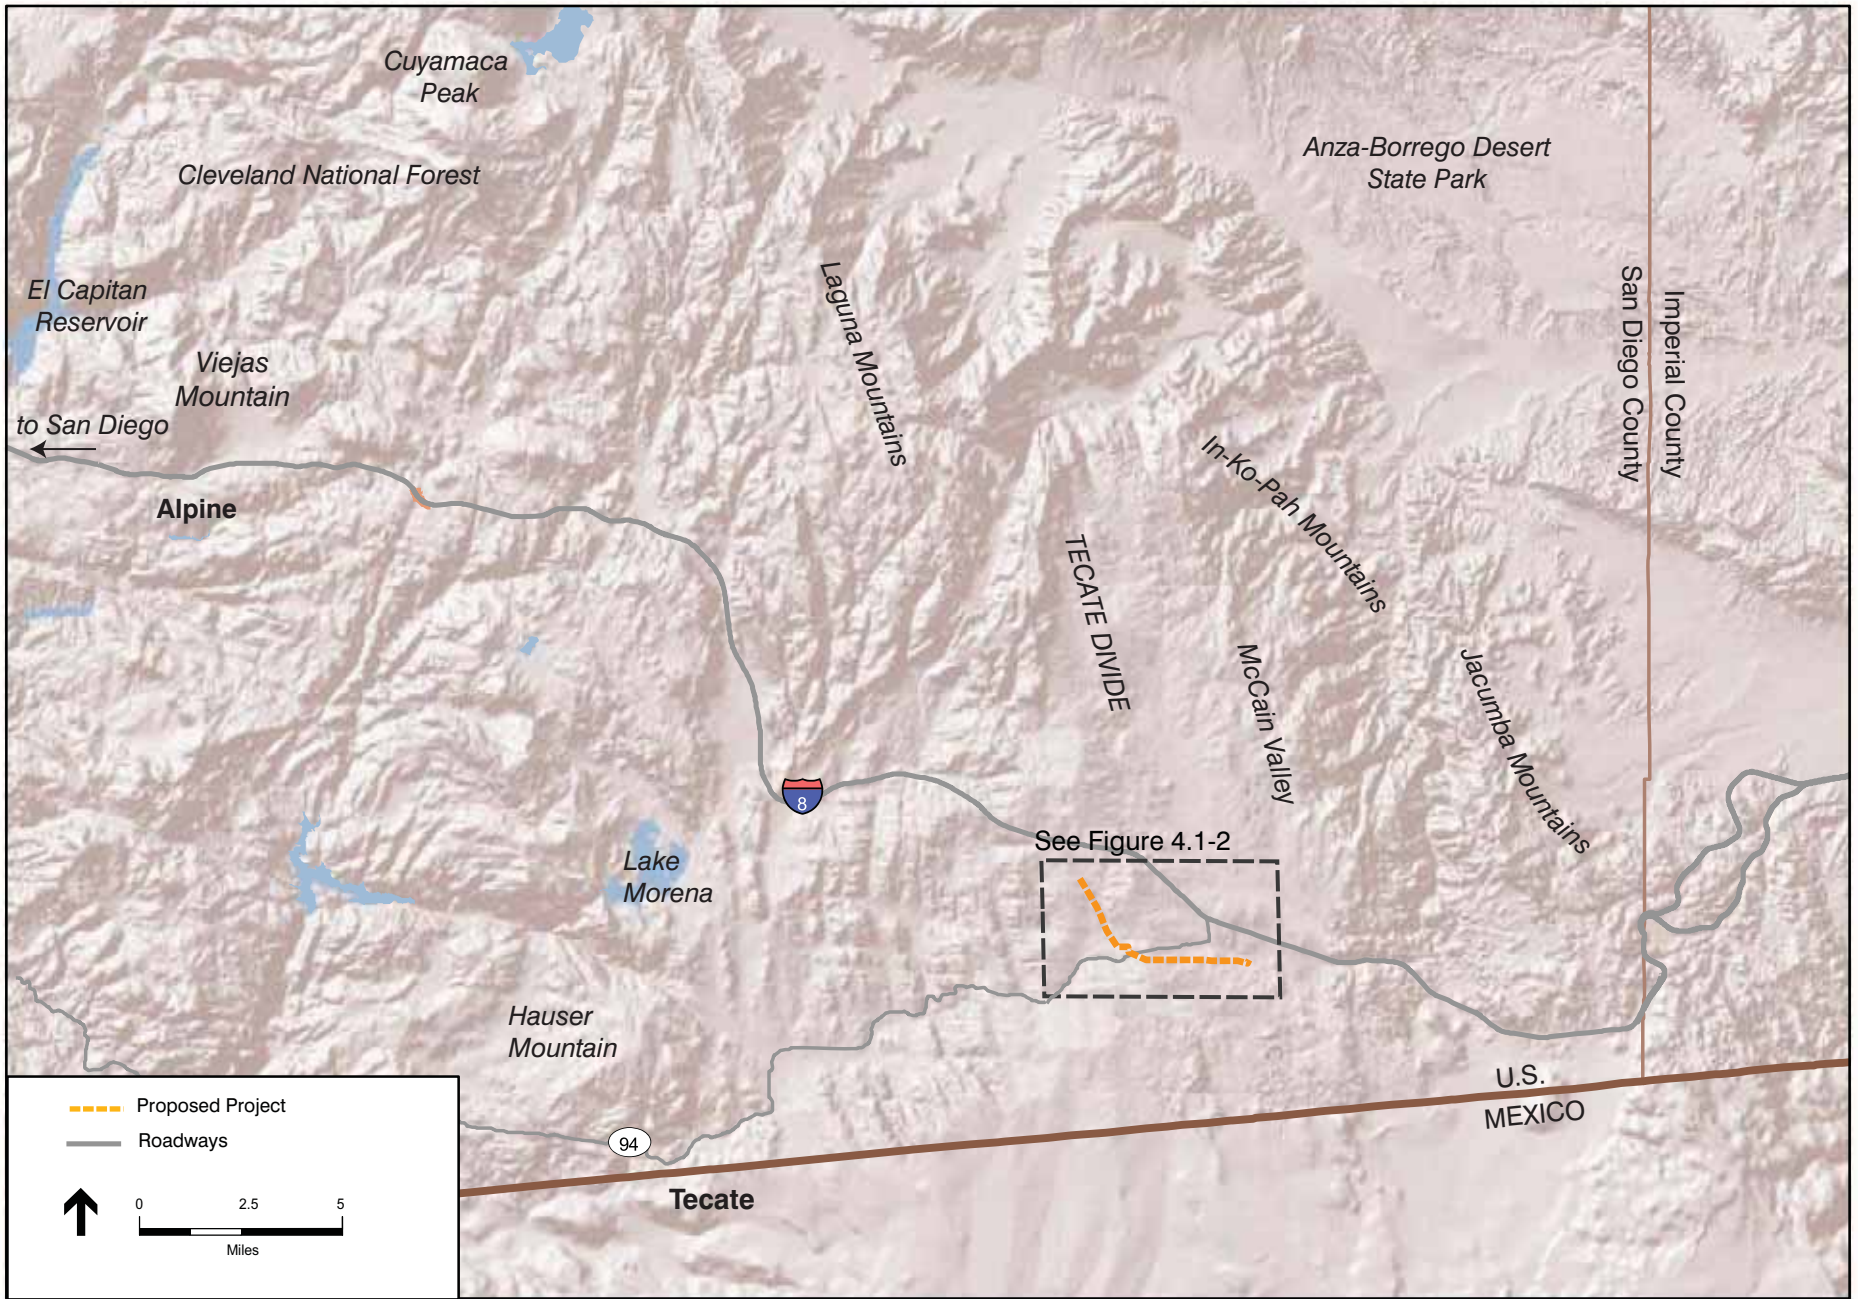 Cuyamaca
Peak
Cleveland National Forest
Anza-Borrego Desert
State Park
El Capitan
Reservoir
Viejas
Mountain
to San Diego
Alpine
Laguna Mountains
In-Ko-Pah Mountains
San Diego County
Imperial County
TECATE DIVIDE
McCain Valley
Jacumba Mountains
8
See Figure 4.1-2
Lake
Morena
Hauser
Mountain
U.S.
MEXICO
94
Tecate
Proposed Project
Roadways
0 2.5 5
Miles